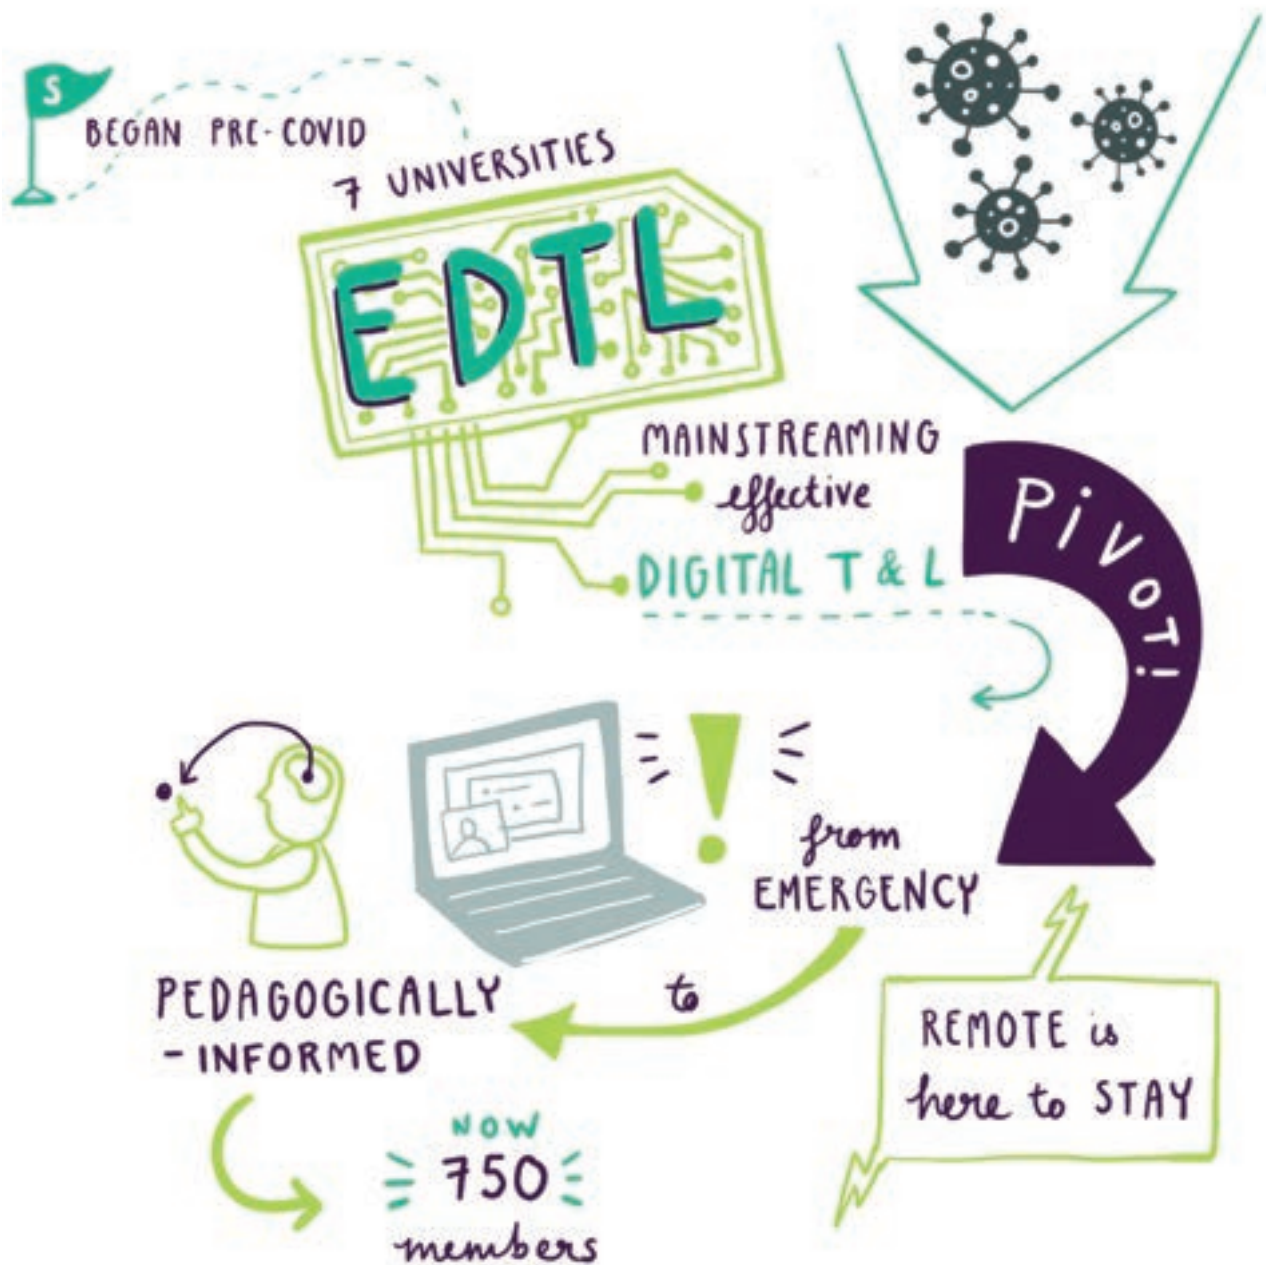 S
BEGAN PRE-COVID
7 UNIVERSITIES
EDTL
MAINSTREAMING
effective
DIGITAL T & L
PiVOT!
from
EMERGENCY
to
PEDAGOGICALLY
- INFORMED
REMOTE is
here to STAY
NOW
750
members